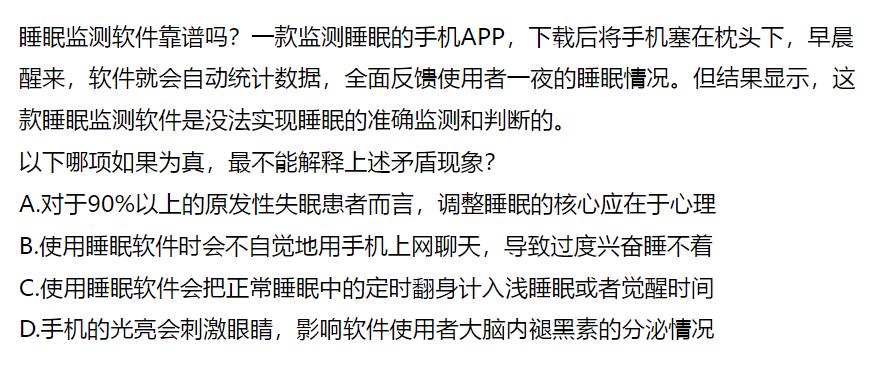 睡眠监测软件靠谱吗？一款监测睡眠的手机APP，下载后将手机塞在枕头下，早晨
醒来，软件就会自动统计数据，全面反馈使用者一夜的睡眠情况。但结果显示，这
款睡眠监测软件是没法实现睡眠的准确监测和判断的。
以下哪项如果为真，最不能解释上述矛盾现象？
A.对于90%以上的原发性失眠患者而言，调整睡眠的核心应在于心理
B.使用睡眠软件时会不自觉地用手机上网聊天，导致过度兴奋睡不着
C.使用睡眠软件会把正常睡眠中的定时翻身计入浅睡眠或者觉醒时间
D.手机的光亮会刺激眼睛，影响软件使用者大脑内褪黑素的分泌情况